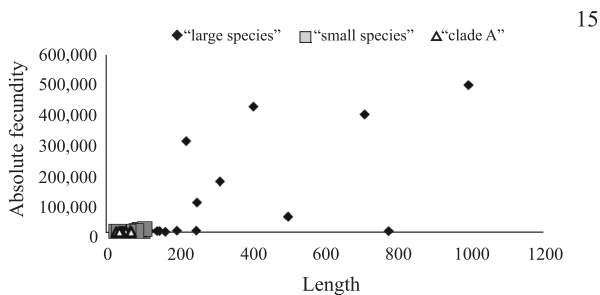 15
“large species” “small species” “clade A”
600,000
500,000
400,000
300,000
200,000
100,000
0
Absolute fecundity
0 200 400 600 800 1000 1200
Length